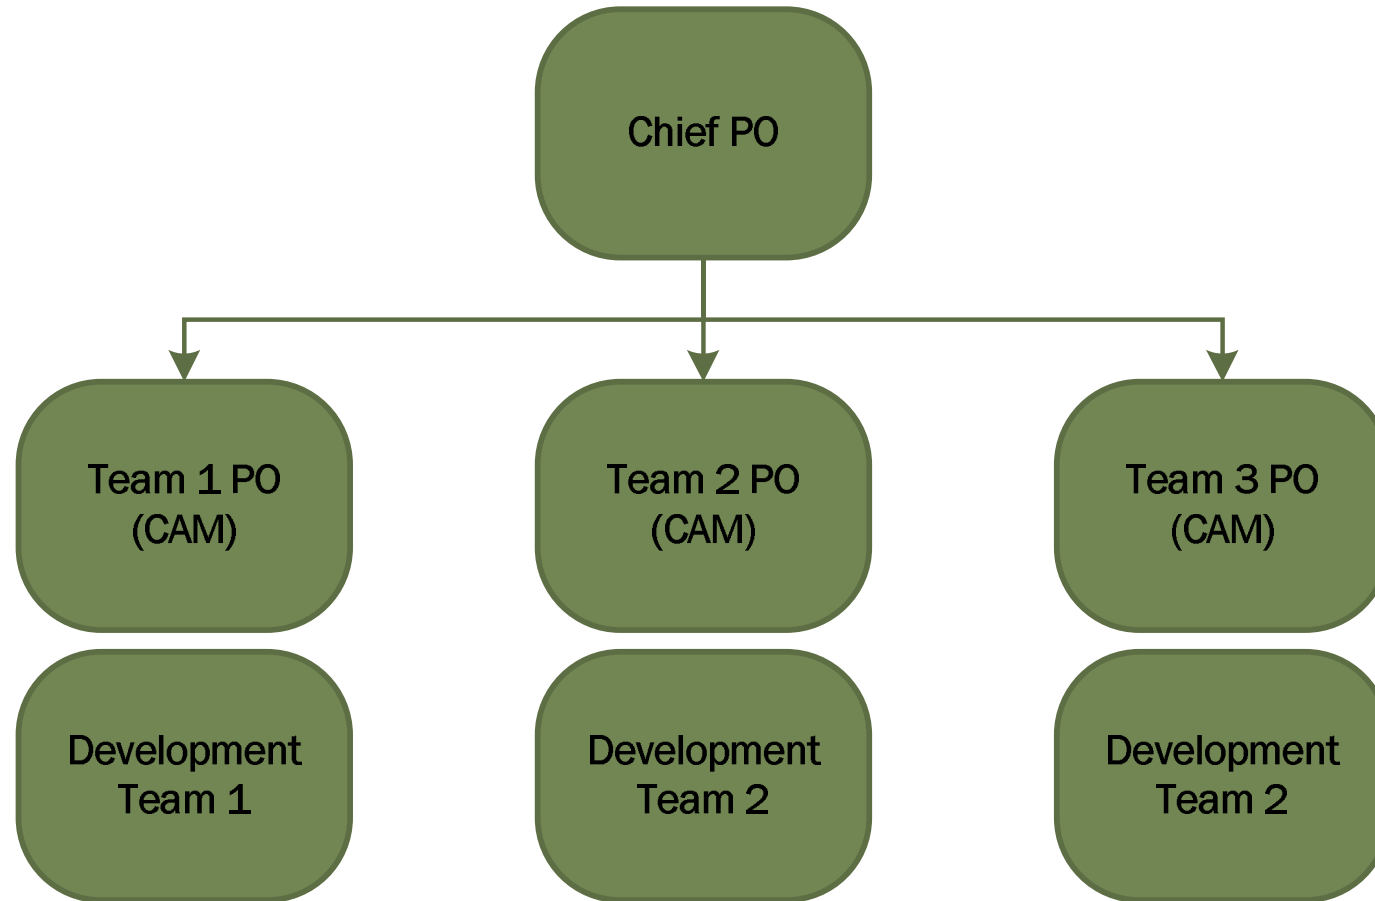 Chief PO
Team 1 PO
(CAM)
Team 2 PO
(CAM)
Team 3 PO
(CAM)
Development
Team 1
Development
Team 2
Development
Team 2